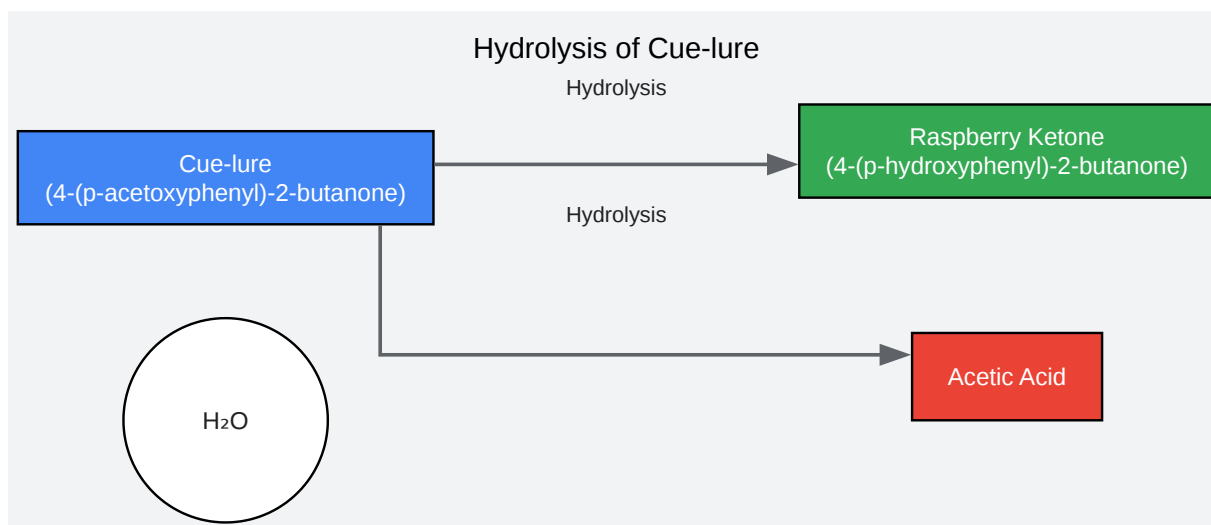 Hydrolysis of Cue-lure
Hydrolysis
Cue-lure
(4-(p-acetoxyphenyl)-2-butanone)
Raspberry Ketone
(4-(p-hydroxyphenyl)-2-butanone)
Hydrolysis
Acetic Acid
H₂O